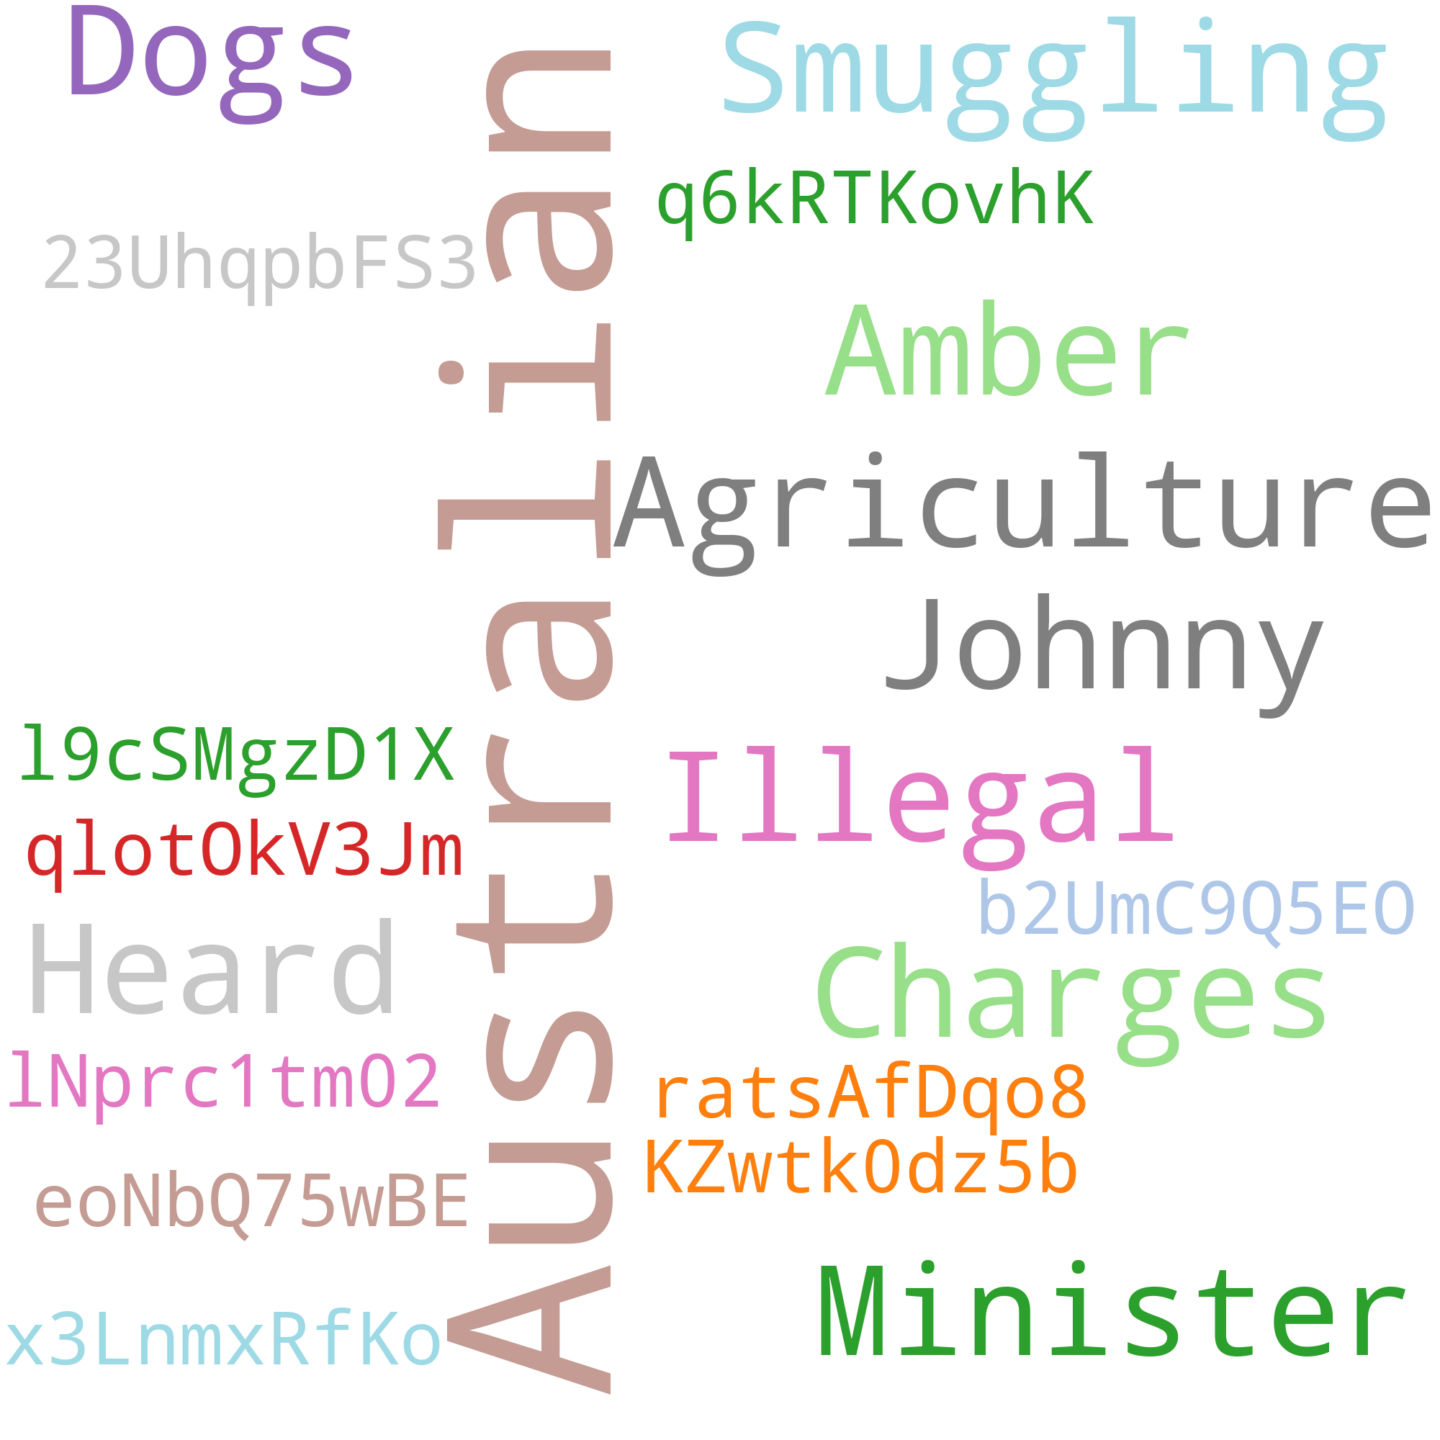 Dogs
Smuggling
q6kRTKovhK
23UhqpbFS3
Australian
Amber
Agriculture
Johnny
l9cSMgzD1X
Illegal
qlotOkV3Jm
b2UmC9Q5EO
Heard
Charges
lNprc1tmO2
ratsAfDqo8
KZwtk0dz5b
eoNbQ75wBE
Minister
x3LnmxRfKo